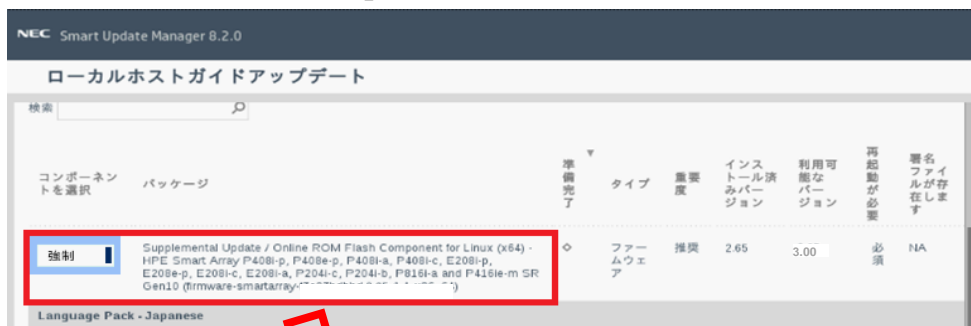 NEC Smart Update Manager 8.2.0
ローカルホストガイドアップデート
検索
コンポーネン
トを選択
パッケージ
準備完了
タイプ
重要
度
インス
トール済
みバー
ジョン
利用可
能な
バー
ジョン
再起動が必要
署名
ファイ
ルが存
在しま
す
強制
Supplemental Update / Online ROM Flash Component for Linux (x64) -
HPE Smart Array P408i-p, P408e-p, P408i-a, P408i-c, E208i-p,
E208e-p, E208i-c, E208i-a, P204i-c, P204i-b, P816i-a and P416ie-m SR
Gen10 (firmware-smartarray-
ファー
ムウェ
ア
推奨
2.65
3.00
必須
NA
Language Pack - Japanese